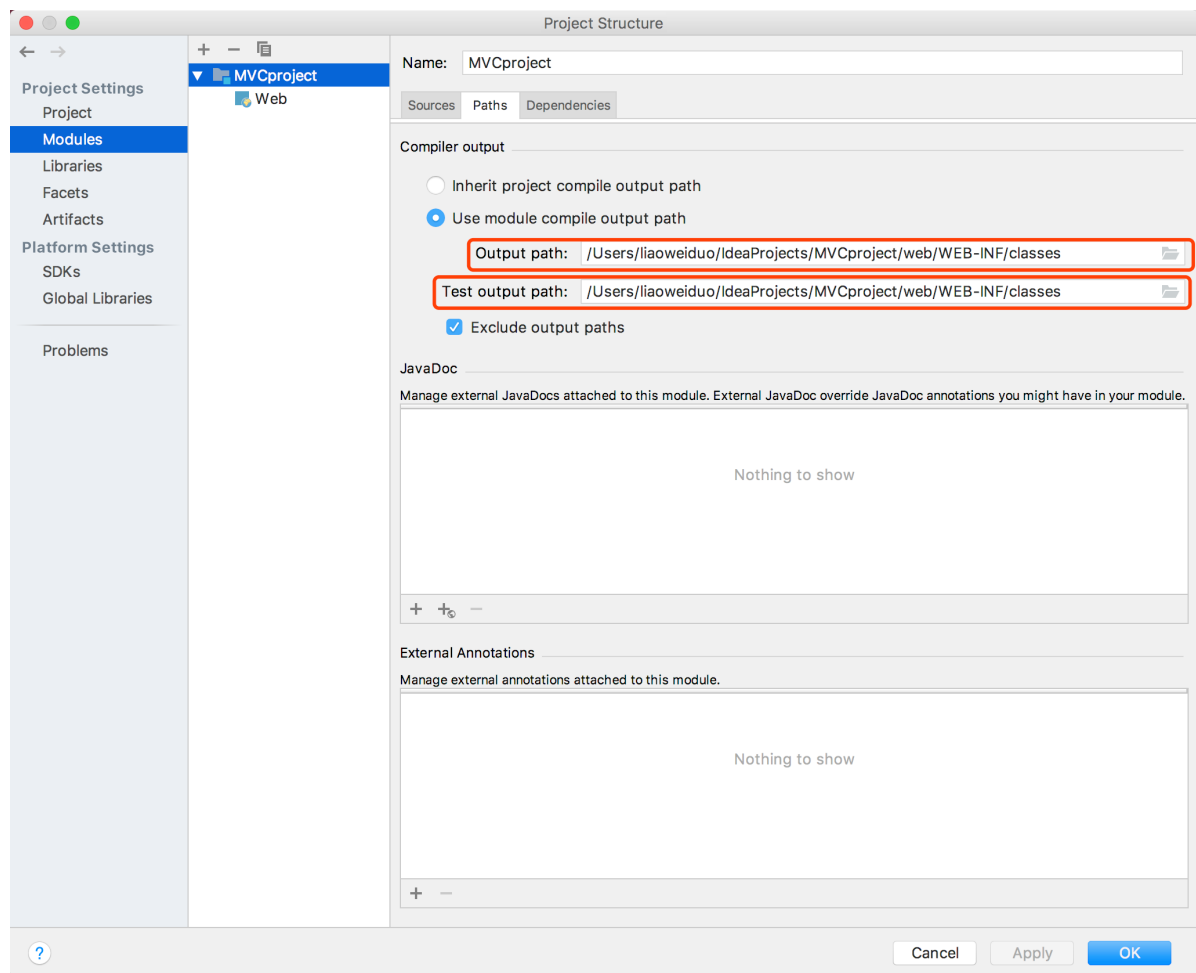 Project Structure
Project Settings
Project
Modules
Libraries
Facets
Artifacts
Platform Settings
SDKs
Global Libraries
Problems
MVCproject
Web
Name: MVCproject
Sources Paths Dependencies
Compiler output
Inherit project compile output path
Use module compile output path
Output path: /Users/liaoweiduo/IdeaProjects/MVCproject/web/WEB-INF/classes
Test output path: /Users/liaoweiduo/IdeaProjects/MVCproject/web/WEB-INF/classes
Exclude output paths
JavaDoc
Manage external JavaDocs attached to this module. External JavaDoc override JavaDoc annotations you might have in your module.
Nothing to show
External Annotations
Manage external annotations attached to this module.
Nothing to show
? Cancel Apply OK